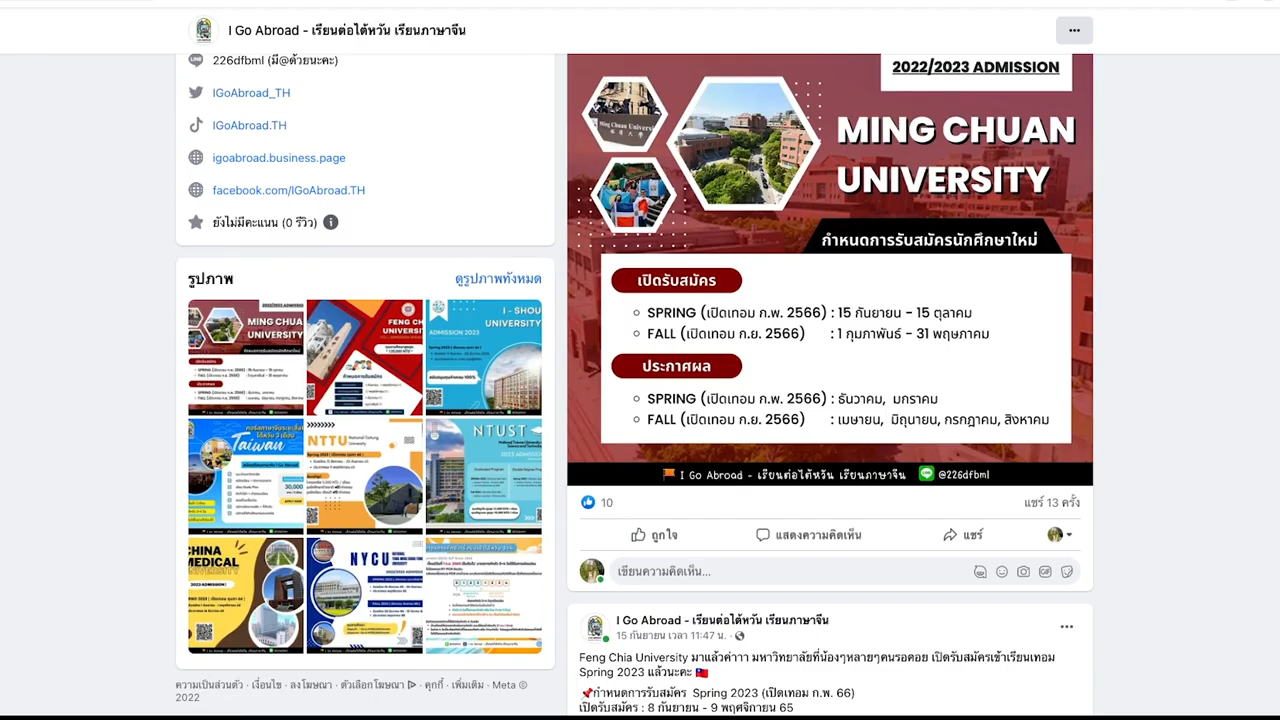 I Go Abroad - เรียนต่อไต้หวัน เรียนภาษาจีน
226dfbml (มี@ด้วยนะคะ)
IGoAbroad_TH
IGoAbroad.TH
igoabroad.business.page
facebook.com/IGoAbroad.TH
ยังไม่มีคะแนน (0 รีวิว)
รูปภาพ
ดูรูปภาพทั้งหมด
MING CHUA
UNIVERSITY
FENG CH
UNIVERSI
I - SHOU
UNIVERSITY
ADMISSION 2023
Taiwan
30,000
NTTU
NTUST
CHINA
MEDICAL
NYCU
ความเป็นส่วนตัว · เงื่อนไข · ลงโฆษณา · ตัวเลือกโฆษณา · คุกกี้ · เพิ่มเติม · Meta ©
2022
2022/2023 ADMISSION
MING CHUAN
UNIVERSITY
กำหนดการรับสมัครนักศึกษาใหม่
เปิดรับสมัคร
SPRING (เปิดเทอม ก.พ. 2566) : 15 กันยายน - 15 ตุลาคม
FALL (เปิดเทอม ก.ย. 2566) : 1 กุมภาพันธ์ - 31 พฤษภาคม
ประกาศผล
SPRING (เปิดเทอม ก.พ. 2566) : ธันวาคม, มกราคม
FALL (เปิดเทอม ก.ย. 2566) : เมษายน, มิถุนายน, กรกฎาคม, สิงหาคม
เรียนภาษาจีน @226dfbml
10
แชร์ 13 ครั้ง
ถูกใจ
แสดงความคิดเห็น
แชร์
เขียนความคิดเห็น...
I Go Abroad - เรียนต่อไต้หวัน เรียนภาษาจีน
15 กันยายน เวลา 11:47 น.
Feng Chia University มาแล้วค่าาา มหาวิทยาลัยที่น้องๆหลายๆคนรอคอย เปิดรับสมัครเข้าเรียนเทอม
Spring 2023 แล้วนะคะ 🇹🇼
📌กำหนดการรับสมัคร Spring 2023 (เปิดเทอม ก.พ. 66)
เปิดรับสมัคร : 8 กันยายน - 9 พฤศจิกายน 65